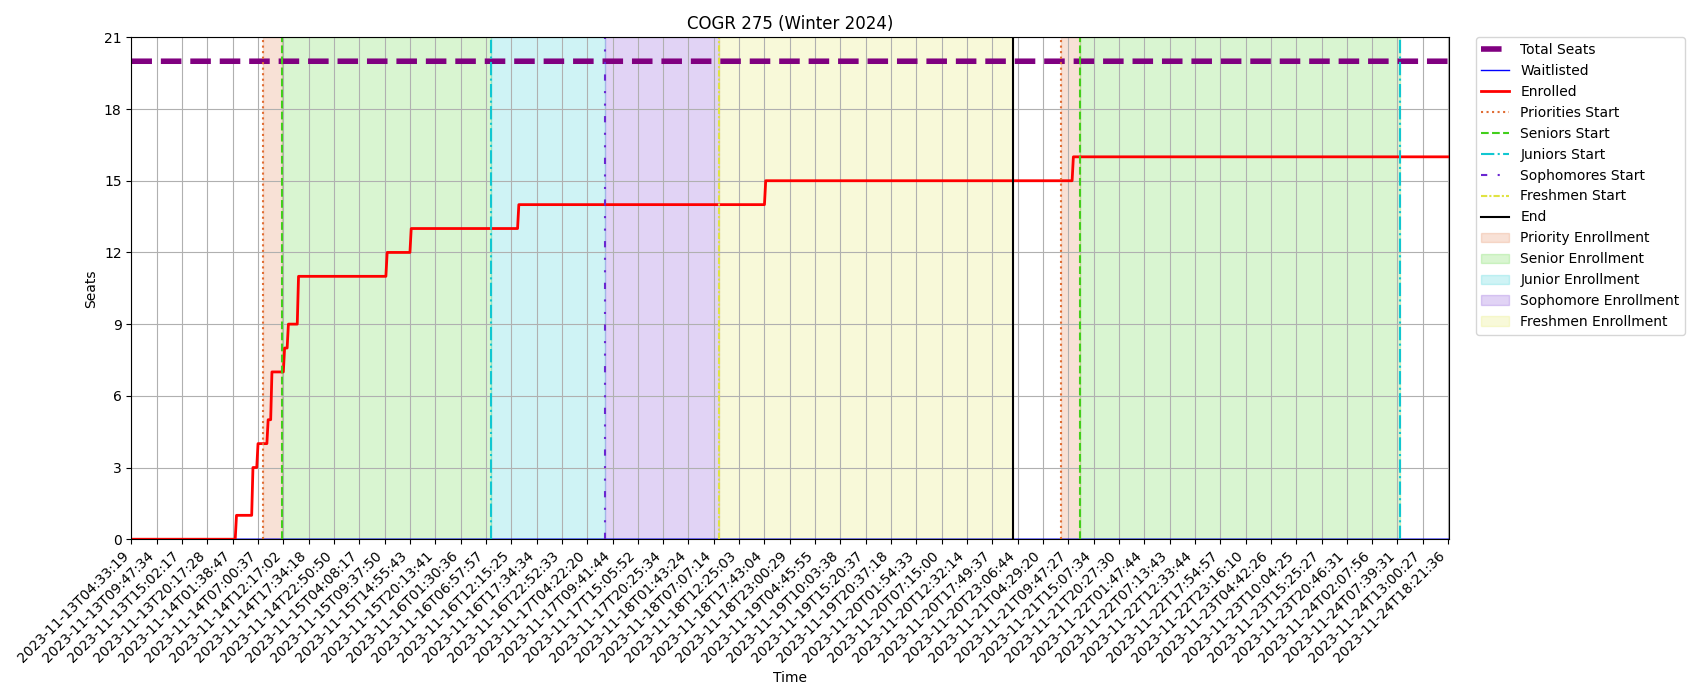 COGR 275 (Winter 2024)
21
18
15
12
9
6
3
0
Seats
2023-11-13T04:33:19
2023-11-13T09:47:34
2023-11-13T15:02:17
2023-11-13T20:17:28
2023-11-14T01:38:47
2023-11-14T07:00:37
2023-11-14T12:17:02
2023-11-14T17:34:18
2023-11-14T22:50:50
2023-11-15T04:08:17
2023-11-15T09:37:50
2023-11-15T14:55:43
2023-11-15T20:13:41
2023-11-16T01:30:36
2023-11-16T06:57:57
2023-11-16T12:15:25
2023-11-16T17:34:34
2023-11-16T22:52:33
2023-11-17T04:22:20
2023-11-17T09:41:44
2023-11-17T15:05:52
2023-11-17T20:25:34
2023-11-18T01:43:24
2023-11-18T07:07:14
2023-11-18T12:25:03
2023-11-18T17:43:04
2023-11-18T23:00:29
2023-11-19T04:45:55
2023-11-19T10:03:38
2023-11-19T15:20:37
2023-11-19T20:37:18
2023-11-20T01:54:33
2023-11-20T07:15:00
2023-11-20T12:32:14
2023-11-20T17:49:37
2023-11-20T23:06:44
2023-11-21T04:29:20
2023-11-21T09:47:27
2023-11-21T15:07:34
2023-11-21T20:27:30
2023-11-22T01:47:44
2023-11-22T07:13:43
2023-11-22T12:33:44
2023-11-22T17:54:57
2023-11-22T23:16:10
2023-11-23T04:42:26
2023-11-23T10:04:25
2023-11-23T15:25:27
2023-11-23T20:46:31
2023-11-24T02:07:56
2023-11-24T07:39:31
2023-11-24T13:00:27
2023-11-24T18:21:36
Time
Total Seats
Waitlisted
Enrolled
Priorities Start
Seniors Start
Juniors Start
Sophomores Start
Freshmen Start
End
Priority Enrollment
Senior Enrollment
Junior Enrollment
Sophomore Enrollment
Freshmen Enrollment